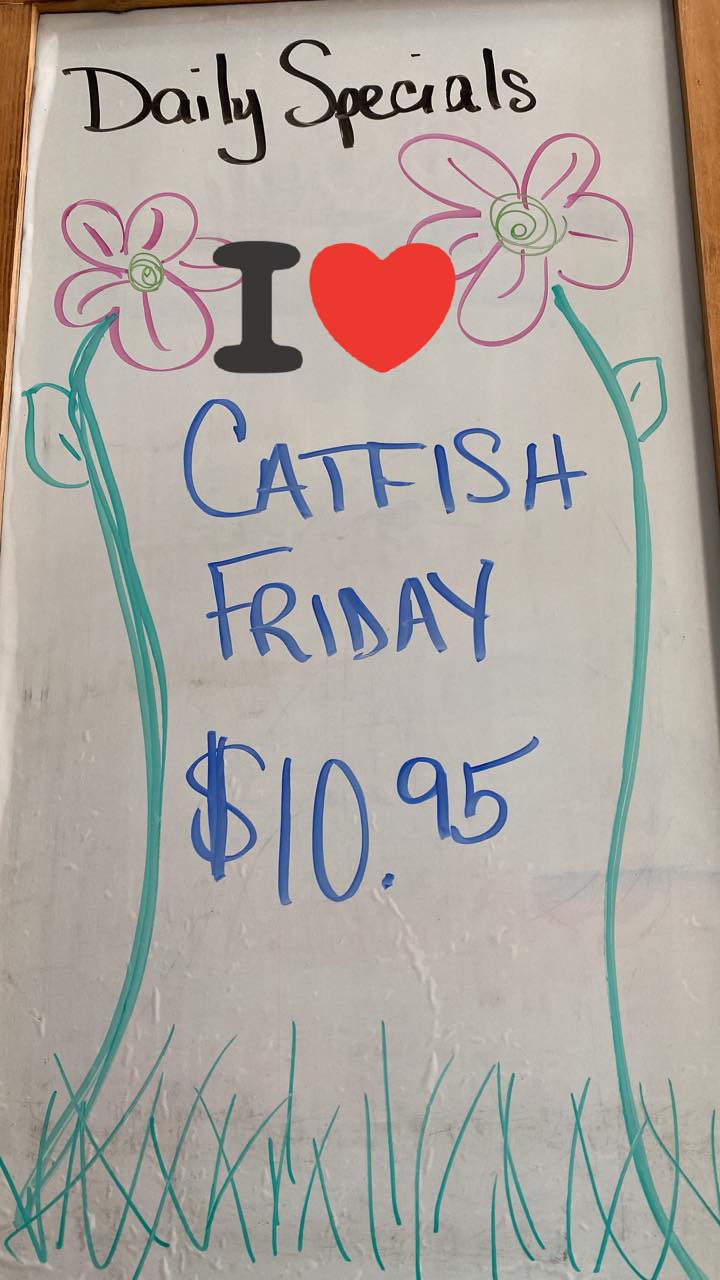 Daily Specials
I ❤️
CATFISH
FRIDAY
$10.95